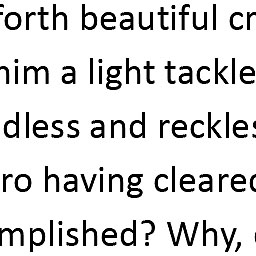 forth beautiful cr
him a light tackle
dless and reckles
ro having cleared
mplished? Why,